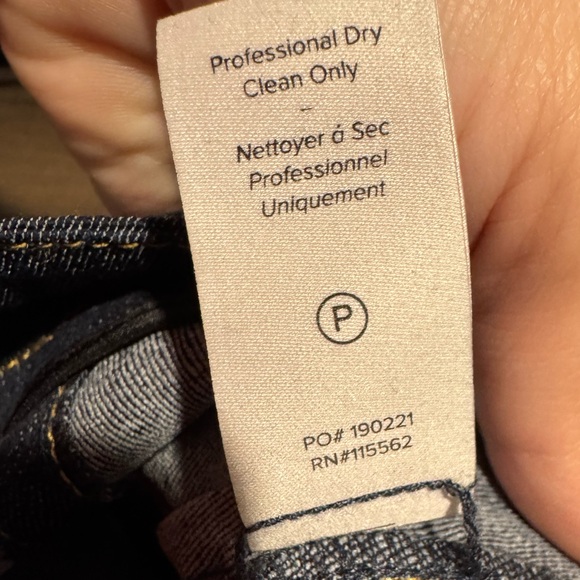 Professional Dry
Clean Only
–
Nettoyer á Sec
Professionnel
Uniquement
P
PO# 190221
RN#115562